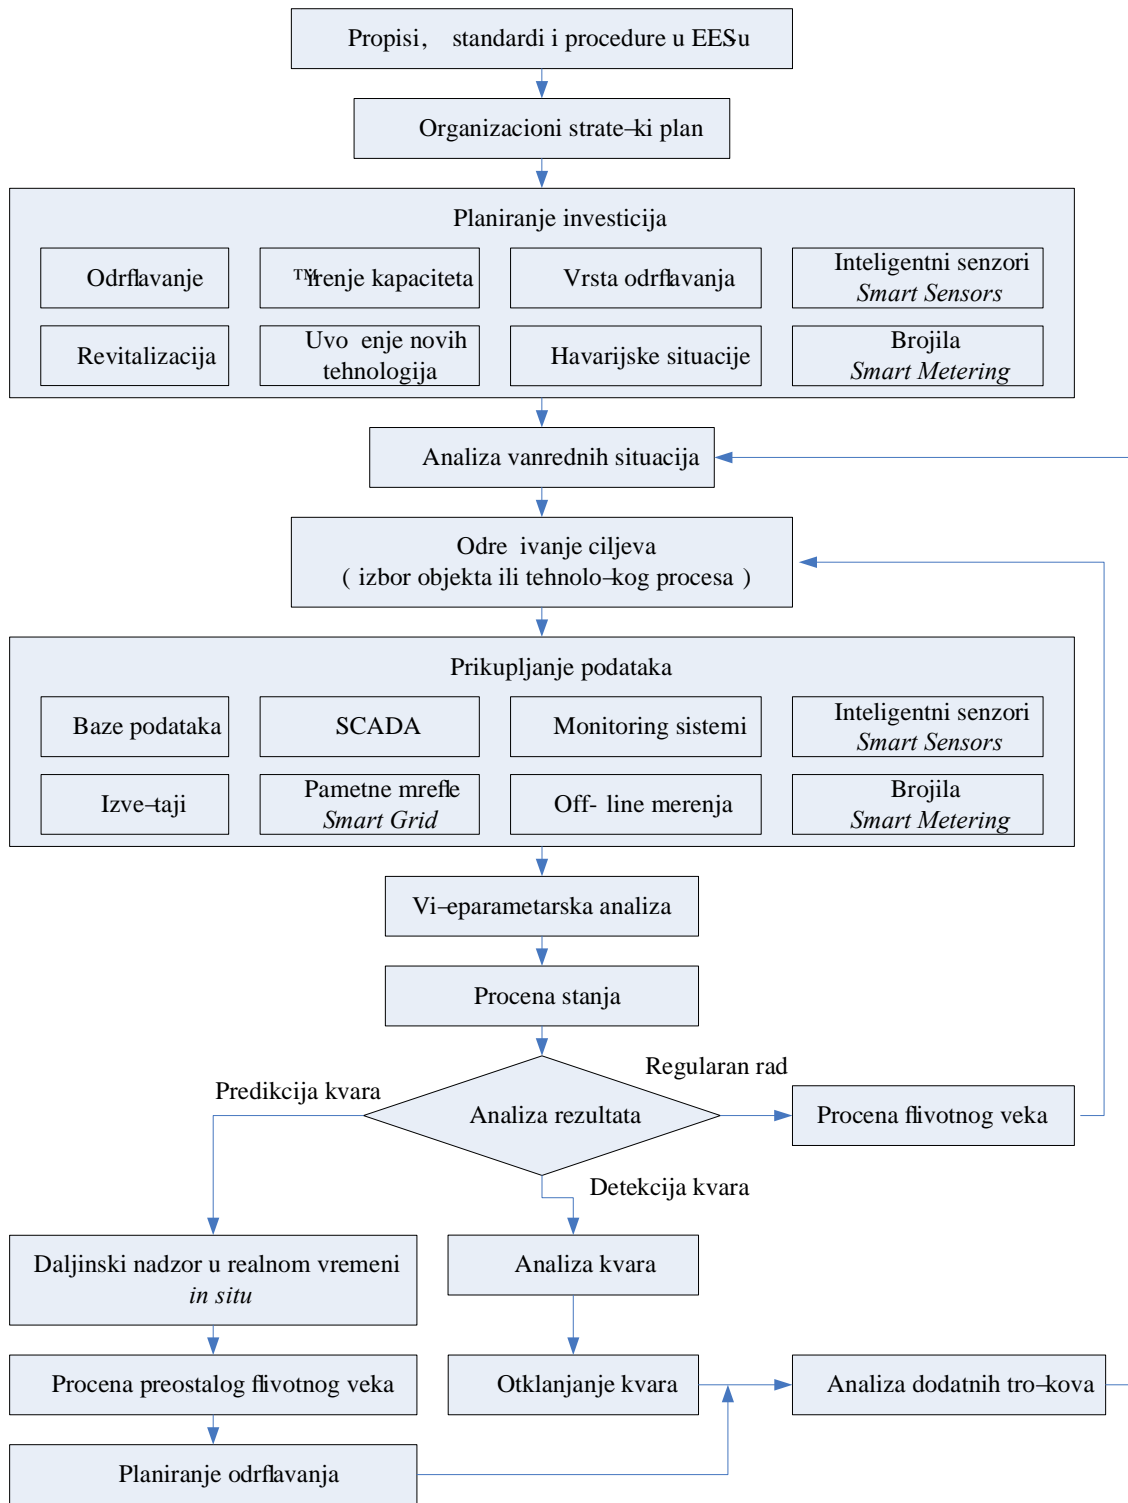 Propisi, standardi i procedure u EES-u
Organizacioni strate–ki plan
Planiranje investicija
Odrflavanje
™irenje kapaciteta
Vrsta odrflavanja
Inteligentni senzori
Smart Sensors
Revitalizacija
Uvo enje novih
tehnologija
Havarijske situacije
Brojila
Smart Metering
Analiza vanrednih situacija
Odre ivanje ciljeva
( izbor objekta ili tehnolo–kog procesa )
Prikupljanje podataka
Baze podataka
SCADA
Monitoring sistemi
Inteligentni senzori
Smart Sensors
Izve–taji
Pametne mrefle
Smart Grid
Off- line merenja
Brojila
Smart Metering
Vi–eparametarska analiza
Procena stanja
Analiza rezultata
Predikcija kvara
Regularan rad
Procena flivotnog veka
Detekcija kvara
Daljinski nadzor u realnom vremeni
in situ
Analiza kvara
Procena preostalog flivotnog veka
Otklanjanje kvara
Analiza dodatnih tro–kova
Planiranje odrflavanja